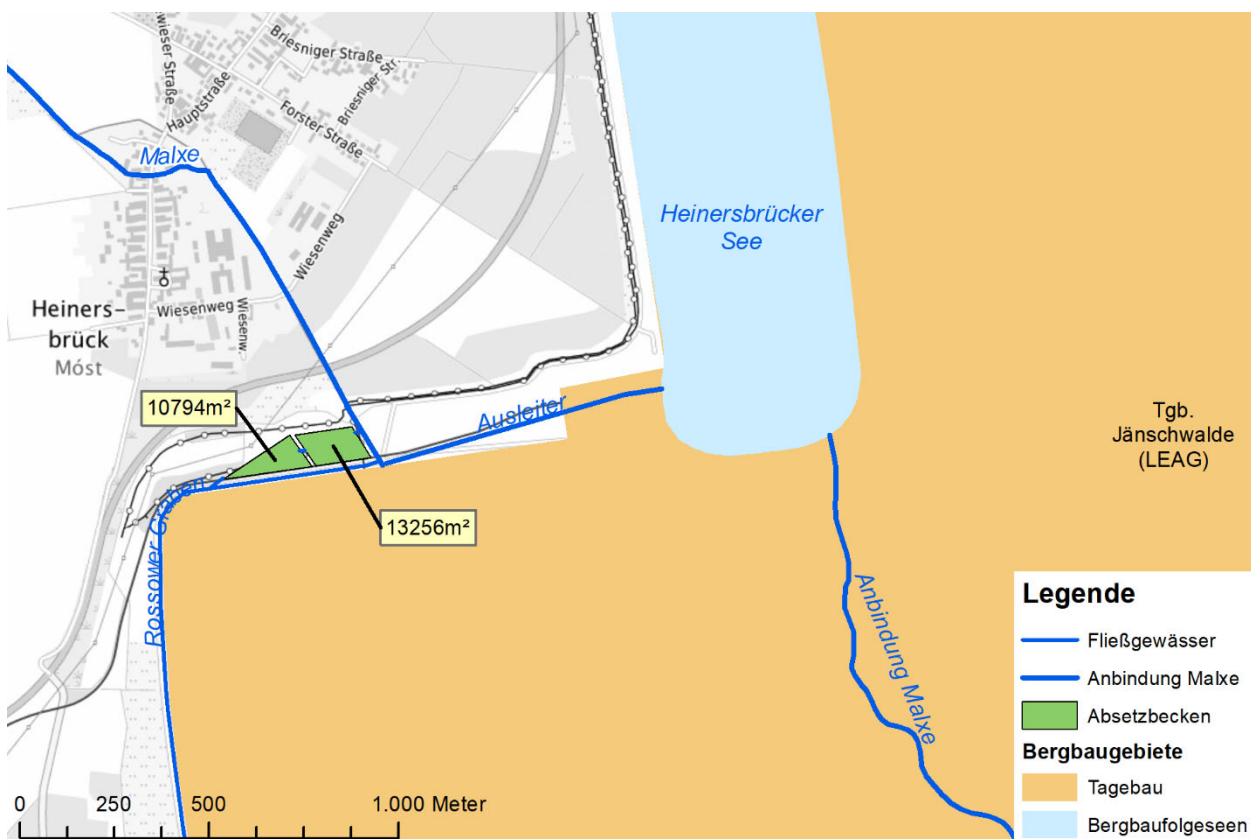 wieser Straße
Hauptstraße
Briesniger Straße
Briesniger Str.
Forster Straße
Malxe
Wiesenweg
Heinersbrücker
See
Wiesenweg
Wiesenw.
Heiners-
brück
Móst
10794m²
Ausleiter
Tgb.
Jänschwalde
(LEAG)
13256m²
Rossower Graben
Anbindung Malxe
Legende
Fließgewässer
Anbindung Malxe
Absetzbecken
Bergbaugebiete
Tagebau
Bergbaufolgeseen
0 250 500 1.000 Meter